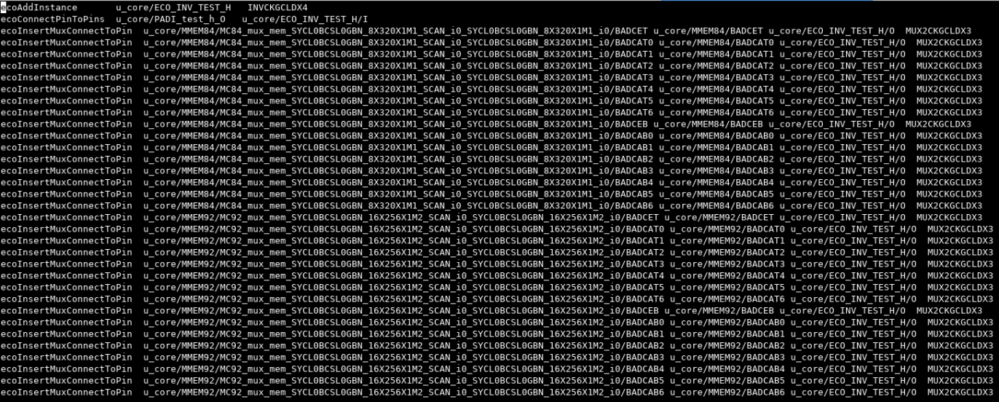 ecoAddInstance u_core/ECO_INV_TEST_H INVCKGCLDX4
ecoConnectPinToPins u_core/PADI_test_h_O u_core/ECO_INV_TEST_H/I
ecoInsertMuxConnectToPin u_core/MMEM84/MC84_mux_mem_SYCL0BCSL0GBN_8X320X1M1_SCAN_i0_SYCL0BCSL0GBN_8X320X1M1_i0/BADCET u_core/MMEM84/BADCET u_core/ECO_INV_TEST_H/O MUX2CKGCLDX3
ecoInsertMuxConnectToPin u_core/MMEM84/MC84_mux_mem_SYCL0BCSL0GBN_8X320X1M1_SCAN_i0_SYCL0BCSL0GBN_8X320X1M1_i0/BADCAT0 u_core/MMEM84/BADCAT0 u_core/ECO_INV_TEST_H/O MUX2CKGCLDX3
ecoInsertMuxConnectToPin u_core/MMEM84/MC84_mux_mem_SYCL0BCSL0GBN_8X320X1M1_SCAN_i0_SYCL0BCSL0GBN_8X320X1M1_i0/BADCAT1 u_core/MMEM84/BADCAT1 u_core/ECO_INV_TEST_H/O MUX2CKGCLDX3
ecoInsertMuxConnectToPin u_core/MMEM84/MC84_mux_mem_SYCL0BCSL0GBN_8X320X1M1_SCAN_i0_SYCL0BCSL0GBN_8X320X1M1_i0/BADCAT2 u_core/MMEM84/BADCAT2 u_core/ECO_INV_TEST_H/O MUX2CKGCLDX3
ecoInsertMuxConnectToPin u_core/MMEM84/MC84_mux_mem_SYCL0BCSL0GBN_8X320X1M1_SCAN_i0_SYCL0BCSL0GBN_8X320X1M1_i0/BADCAT3 u_core/MMEM84/BADCAT3 u_core/ECO_INV_TEST_H/O MUX2CKGCLDX3
ecoInsertMuxConnectToPin u_core/MMEM84/MC84_mux_mem_SYCL0BCSL0GBN_8X320X1M1_SCAN_i0_SYCL0BCSL0GBN_8X320X1M1_i0/BADCAT4 u_core/MMEM84/BADCAT4 u_core/ECO_INV_TEST_H/O MUX2CKGCLDX3
ecoInsertMuxConnectToPin u_core/MMEM84/MC84_mux_mem_SYCL0BCSL0GBN_8X320X1M1_SCAN_i0_SYCL0BCSL0GBN_8X320X1M1_i0/BADCAT5 u_core/MMEM84/BADCAT5 u_core/ECO_INV_TEST_H/O MUX2CKGCLDX3
ecoInsertMuxConnectToPin u_core/MMEM84/MC84_mux_mem_SYCL0BCSL0GBN_8X320X1M1_SCAN_i0_SYCL0BCSL0GBN_8X320X1M1_i0/BADCAT6 u_core/MMEM84/BADCAT6 u_core/ECO_INV_TEST_H/O MUX2CKGCLDX3
ecoInsertMuxConnectToPin u_core/MMEM84/MC84_mux_mem_SYCL0BCSL0GBN_8X320X1M1_SCAN_i0_SYCL0BCSL0GBN_8X320X1M1_i0/BADCEB u_core/MMEM84/BADCEB u_core/ECO_INV_TEST_H/O MUX2CKGCLDX3
ecoInsertMuxConnectToPin u_core/MMEM84/MC84_mux_mem_SYCL0BCSL0GBN_8X320X1M1_SCAN_i0_SYCL0BCSL0GBN_8X320X1M1_i0/BADCAB0 u_core/MMEM84/BADCAB0 u_core/ECO_INV_TEST_H/O MUX2CKGCLDX3
ecoInsertMuxConnectToPin u_core/MMEM84/MC84_mux_mem_SYCL0BCSL0GBN_8X320X1M1_SCAN_i0_SYCL0BCSL0GBN_8X320X1M1_i0/BADCAB1 u_core/MMEM84/BADCAB1 u_core/ECO_INV_TEST_H/O MUX2CKGCLDX3
ecoInsertMuxConnectToPin u_core/MMEM84/MC84_mux_mem_SYCL0BCSL0GBN_8X320X1M1_SCAN_i0_SYCL0BCSL0GBN_8X320X1M1_i0/BADCAB2 u_core/MMEM84/BADCAB2 u_core/ECO_INV_TEST_H/O MUX2CKGCLDX3
ecoInsertMuxConnectToPin u_core/MMEM84/MC84_mux_mem_SYCL0BCSL0GBN_8X320X1M1_SCAN_i0_SYCL0BCSL0GBN_8X320X1M1_i0/BADCAB3 u_core/MMEM84/BADCAB3 u_core/ECO_INV_TEST_H/O MUX2CKGCLDX3
ecoInsertMuxConnectToPin u_core/MMEM84/MC84_mux_mem_SYCL0BCSL0GBN_8X320X1M1_SCAN_i0_SYCL0BCSL0GBN_8X320X1M1_i0/BADCAB4 u_core/MMEM84/BADCAB4 u_core/ECO_INV_TEST_H/O MUX2CKGCLDX3
ecoInsertMuxConnectToPin u_core/MMEM84/MC84_mux_mem_SYCL0BCSL0GBN_8X320X1M1_SCAN_i0_SYCL0BCSL0GBN_8X320X1M1_i0/BADCAB5 u_core/MMEM84/BADCAB5 u_core/ECO_INV_TEST_H/O MUX2CKGCLDX3
ecoInsertMuxConnectToPin u_core/MMEM84/MC84_mux_mem_SYCL0BCSL0GBN_8X320X1M1_SCAN_i0_SYCL0BCSL0GBN_8X320X1M1_i0/BADCAB6 u_core/MMEM84/BADCAB6 u_core/ECO_INV_TEST_H/O MUX2CKGCLDX3
ecoInsertMuxConnectToPin u_core/MMEM92/MC92_mux_mem_SYCL0BCSL0GBN_16X256X1M2_SCAN_i0_SYCL0BCSL0GBN_16X256X1M2_i0/BADCET u_core/MMEM92/BADCET u_core/ECO_INV_TEST_H/O MUX2CKGCLDX3
ecoInsertMuxConnectToPin u_core/MMEM92/MC92_mux_mem_SYCL0BCSL0GBN_16X256X1M2_SCAN_i0_SYCL0BCSL0GBN_16X256X1M2_i0/BADCAT0 u_core/MMEM92/BADCAT0 u_core/ECO_INV_TEST_H/O MUX2CKGCLDX3
ecoInsertMuxConnectToPin u_core/MMEM92/MC92_mux_mem_SYCL0BCSL0GBN_16X256X1M2_SCAN_i0_SYCL0BCSL0GBN_16X256X1M2_i0/BADCAT1 u_core/MMEM92/BADCAT1 u_core/ECO_INV_TEST_H/O MUX2CKGCLDX3
ecoInsertMuxConnectToPin u_core/MMEM92/MC92_mux_mem_SYCL0BCSL0GBN_16X256X1M2_SCAN_i0_SYCL0BCSL0GBN_16X256X1M2_i0/BADCAT2 u_core/MMEM92/BADCAT2 u_core/ECO_INV_TEST_H/O MUX2CKGCLDX3
ecoInsertMuxConnectToPin u_core/MMEM92/MC92_mux_mem_SYCL0BCSL0GBN_16X256X1M2_SCAN_i0_SYCL0BCSL0GBN_16X256X1M2_i0/BADCAT3 u_core/MMEM92/BADCAT3 u_core/ECO_INV_TEST_H/O MUX2CKGCLDX3
ecoInsertMuxConnectToPin u_core/MMEM92/MC92_mux_mem_SYCL0BCSL0GBN_16X256X1M2_SCAN_i0_SYCL0BCSL0GBN_16X256X1M2_i0/BADCAT4 u_core/MMEM92/BADCAT4 u_core/ECO_INV_TEST_H/O MUX2CKGCLDX3
ecoInsertMuxConnectToPin u_core/MMEM92/MC92_mux_mem_SYCL0BCSL0GBN_16X256X1M2_SCAN_i0_SYCL0BCSL0GBN_16X256X1M2_i0/BADCAT5 u_core/MMEM92/BADCAT5 u_core/ECO_INV_TEST_H/O MUX2CKGCLDX3
ecoInsertMuxConnectToPin u_core/MMEM92/MC92_mux_mem_SYCL0BCSL0GBN_16X256X1M2_SCAN_i0_SYCL0BCSL0GBN_16X256X1M2_i0/BADCAT6 u_core/MMEM92/BADCAT6 u_core/ECO_INV_TEST_H/O MUX2CKGCLDX3
ecoInsertMuxConnectToPin u_core/MMEM92/MC92_mux_mem_SYCL0BCSL0GBN_16X256X1M2_SCAN_i0_SYCL0BCSL0GBN_16X256X1M2_i0/BADCEB u_core/MMEM92/BADCEB u_core/ECO_INV_TEST_H/O MUX2CKGCLDX3
ecoInsertMuxConnectToPin u_core/MMEM92/MC92_mux_mem_SYCL0BCSL0GBN_16X256X1M2_SCAN_i0_SYCL0BCSL0GBN_16X256X1M2_i0/BADCAB0 u_core/MMEM92/BADCAB0 u_core/ECO_INV_TEST_H/O MUX2CKGCLDX3
ecoInsertMuxConnectToPin u_core/MMEM92/MC92_mux_mem_SYCL0BCSL0GBN_16X256X1M2_SCAN_i0_SYCL0BCSL0GBN_16X256X1M2_i0/BADCAB1 u_core/MMEM92/BADCAB1 u_core/ECO_INV_TEST_H/O MUX2CKGCLDX3
ecoInsertMuxConnectToPin u_core/MMEM92/MC92_mux_mem_SYCL0BCSL0GBN_16X256X1M2_SCAN_i0_SYCL0BCSL0GBN_16X256X1M2_i0/BADCAB2 u_core/MMEM92/BADCAB2 u_core/ECO_INV_TEST_H/O MUX2CKGCLDX3
ecoInsertMuxConnectToPin u_core/MMEM92/MC92_mux_mem_SYCL0BCSL0GBN_16X256X1M2_SCAN_i0_SYCL0BCSL0GBN_16X256X1M2_i0/BADCAB3 u_core/MMEM92/BADCAB3 u_core/ECO_INV_TEST_H/O MUX2CKGCLDX3
ecoInsertMuxConnectToPin u_core/MMEM92/MC92_mux_mem_SYCL0BCSL0GBN_16X256X1M2_SCAN_i0_SYCL0BCSL0GBN_16X256X1M2_i0/BADCAB4 u_core/MMEM92/BADCAB4 u_core/ECO_INV_TEST_H/O MUX2CKGCLDX3
ecoInsertMuxConnectToPin u_core/MMEM92/MC92_mux_mem_SYCL0BCSL0GBN_16X256X1M2_SCAN_i0_SYCL0BCSL0GBN_16X256X1M2_i0/BADCAB5 u_core/MMEM92/BADCAB5 u_core/ECO_INV_TEST_H/O MUX2CKGCLDX3
ecoInsertMuxConnectToPin u_core/MMEM92/MC92_mux_mem_SYCL0BCSL0GBN_16X256X1M2_SCAN_i0_SYCL0BCSL0GBN_16X256X1M2_i0/BADCAB6 u_core/MMEM92/BADCAB6 u_core/ECO_INV_TEST_H/O MUX2CKGCLDX3